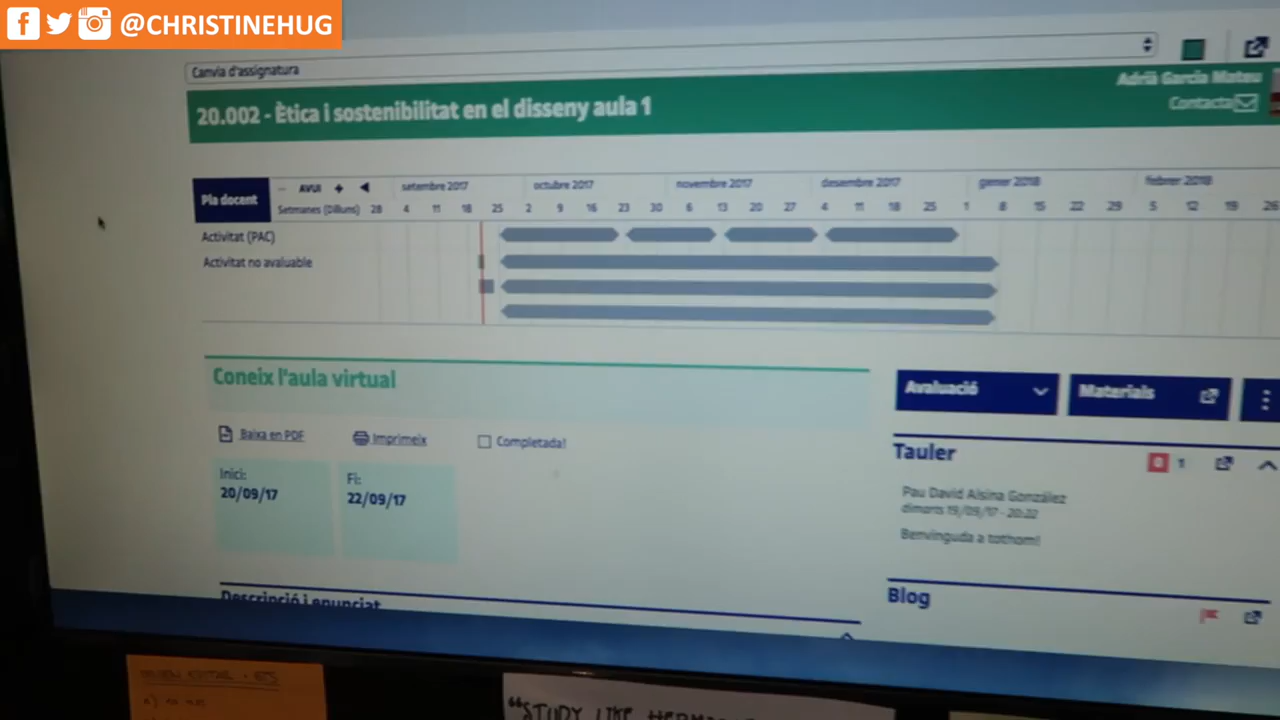 @CHRISTINEHUG
Canvia d'assignatura
20.002 - Ètica i sostenibilitat en el disseny aula 1
Adrià Garcia Mateu
Contacta
Pla docent
AVUI
setembre 2017 octubre 2017 novembre 2017 desembre 2017 gener 2018 febrer 2018
Setmanes (Dilluns) 28 4 11 18 25 2 9 16 23 30 6 13 20 27 4 11 18 25 1 8 15 22 29 5 12 19 26
Activitat (PAC)
Activitat no avaluable
Coneix l'aula virtual
Baixa en PDF Imprimeix Completada!
Inici:
20/09/17
Fi:
22/09/17
Descripció i enunciat
Avaluació
Materials
Tauler
0 1
Pau David Alsina González
dimarts 19/09/17 - 20:22
Benvinguda a tothom!
Blog
"STUDY LIKE